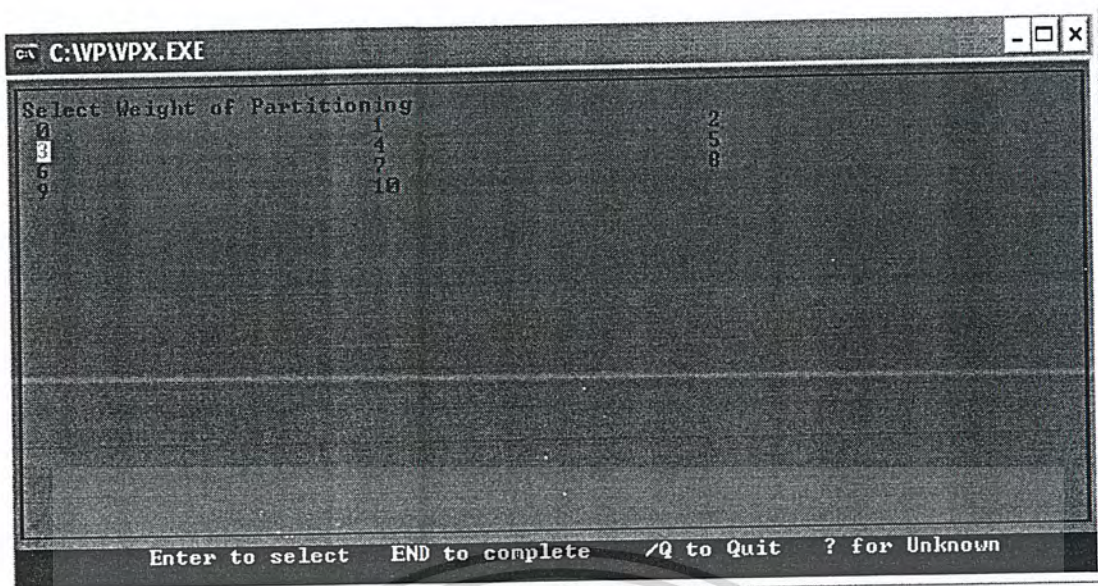 C:\VP\VPX.EXE
Select Weight of Partitioning
0 1 2
3 4 5
6 7 8
9 10
Enter to select END to complete /Q to Quit ? for Unknown